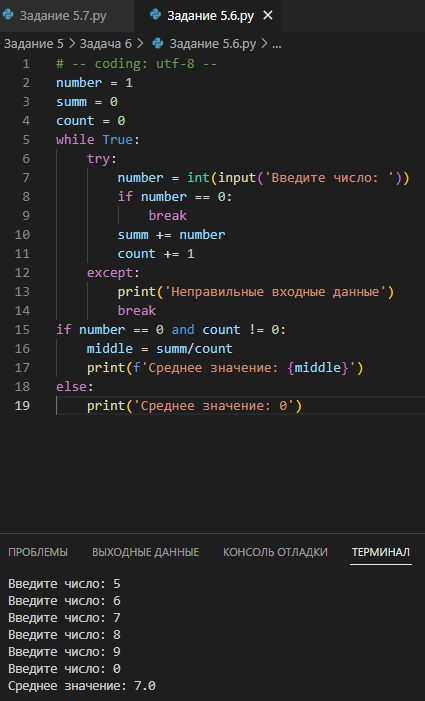 Задание 5.7.py Задание 5.6.py
Задание 5 > Задача 6 > Задание 5.6.py > ...
1 # -- coding: utf-8 --
2 number = 1
3 summ = 0
4 count = 0
5 while True:
6     try:
7         number = int(input('Введите число: '))
8         if number == 0:
9             break
10         summ += number
11         count += 1
12     except:
13         print('Неправильные входные данные')
14         break
15 if number == 0 and count != 0:
16     middle = summ/count
17     print(f'Среднее значение: {middle}')
18 else:
19     print('Среднее значение: 0')
ПРОБЛЕМЫ ВЫХОДНЫЕ ДАННЫЕ КОНСОЛЬ ОТЛАДКИ ТЕРМИНАЛ
Введите число: 5
Введите число: 6
Введите число: 7
Введите число: 8
Введите число: 9
Введите число: 0
Среднее значение: 7.0